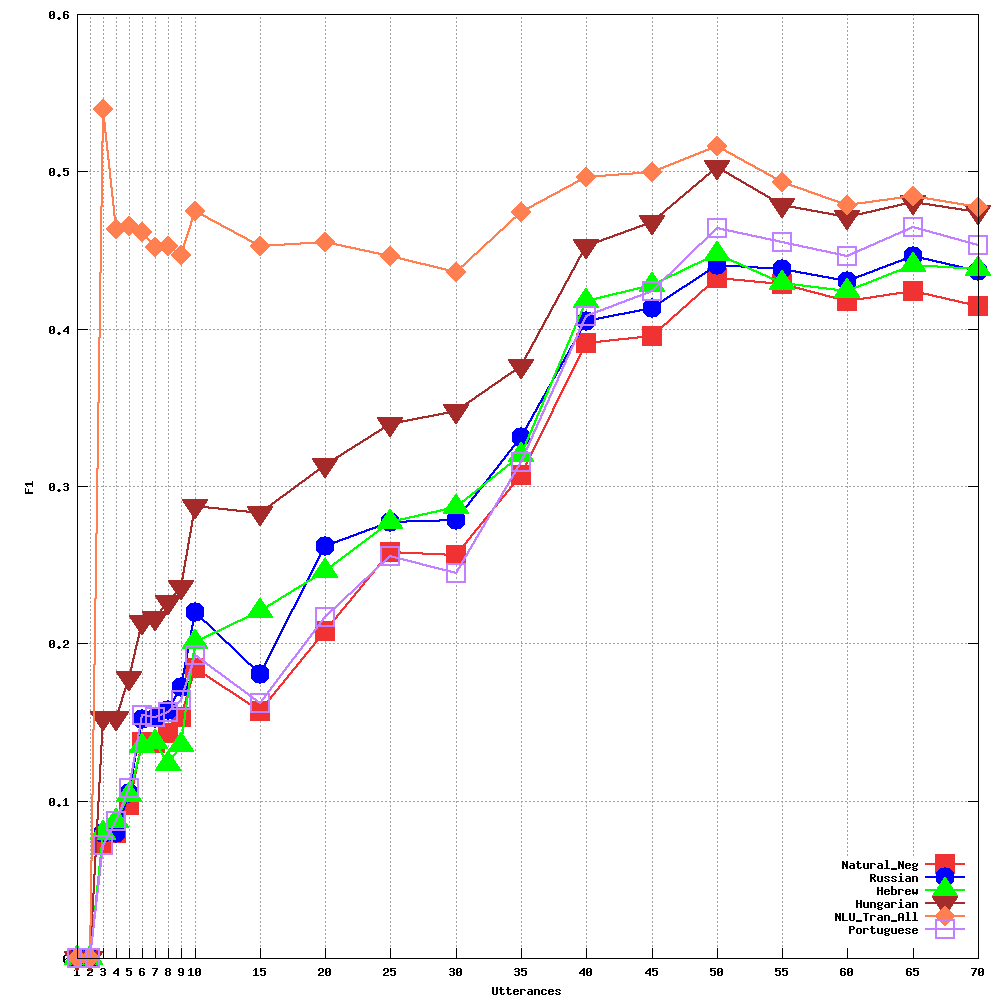 0.6
0.5
0.4
0.3
0.2
0.1
0
F1
1 2 3 4 5 6 7 8 9 10 15 20 25 30 35 40 45 50 55 60 65 70
Utterances
Natural_Neg
Russian
Hebrew
Hungarian
NLU_Tran_All
Portuguese